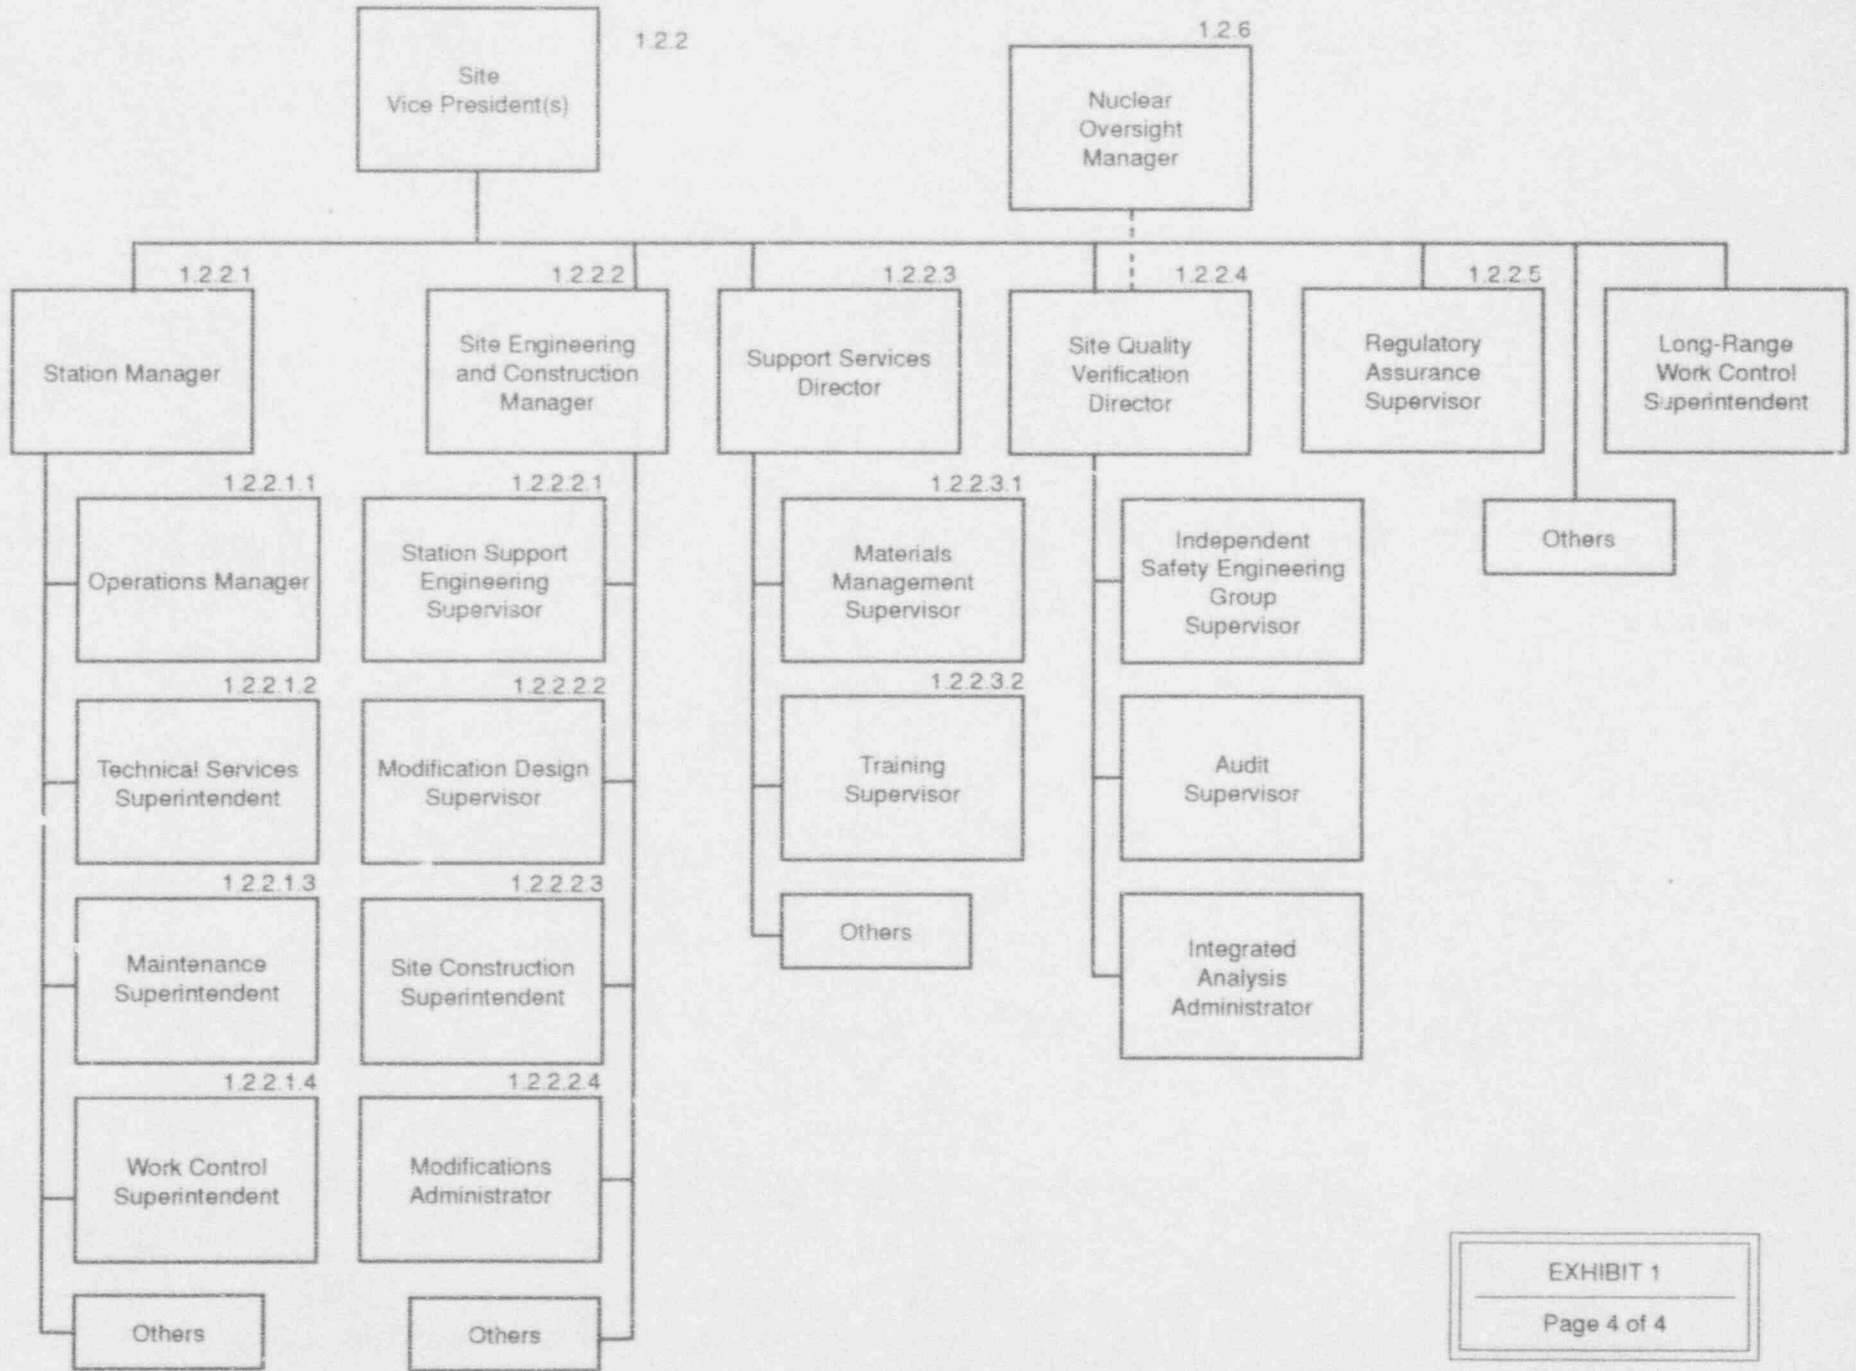 1.2.2
Site
Vice President(s)
1.2.6
Nuclear
Oversight
Manager
1.2.2.1
Station Manager
1.2.2.2
Site Engineering
and Construction
Manager
1.2.2.3
Support Services
Director
1.2.2.4
Site Quality
Verification
Director
1.2.2.5
Regulatory
Assurance
Supervisor
Long-Range
Work Control
Superintendent
Others
1.2.2.1.1
Operations Manager
1.2.2.1.2
Technical Services
Superintendent
1.2.2.1.3
Maintenance
Superintendent
1.2.2.1.4
Work Control
Superintendent
Others
1.2.2.2.1
Station Support
Engineering
Supervisor
1.2.2.2.2
Modification Design
Supervisor
1.2.2.2.3
Site Construction
Superintendent
1.2.2.2.4
Modifications
Administrator
Others
1.2.2.3.1
Materials
Management
Supervisor
1.2.2.3.2
Training
Supervisor
Others
Independent
Safety Engineering
Group
Supervisor
Audit
Supervisor
Integrated
Analysis
Administrator
EXHIBIT 1
Page 4 of 4